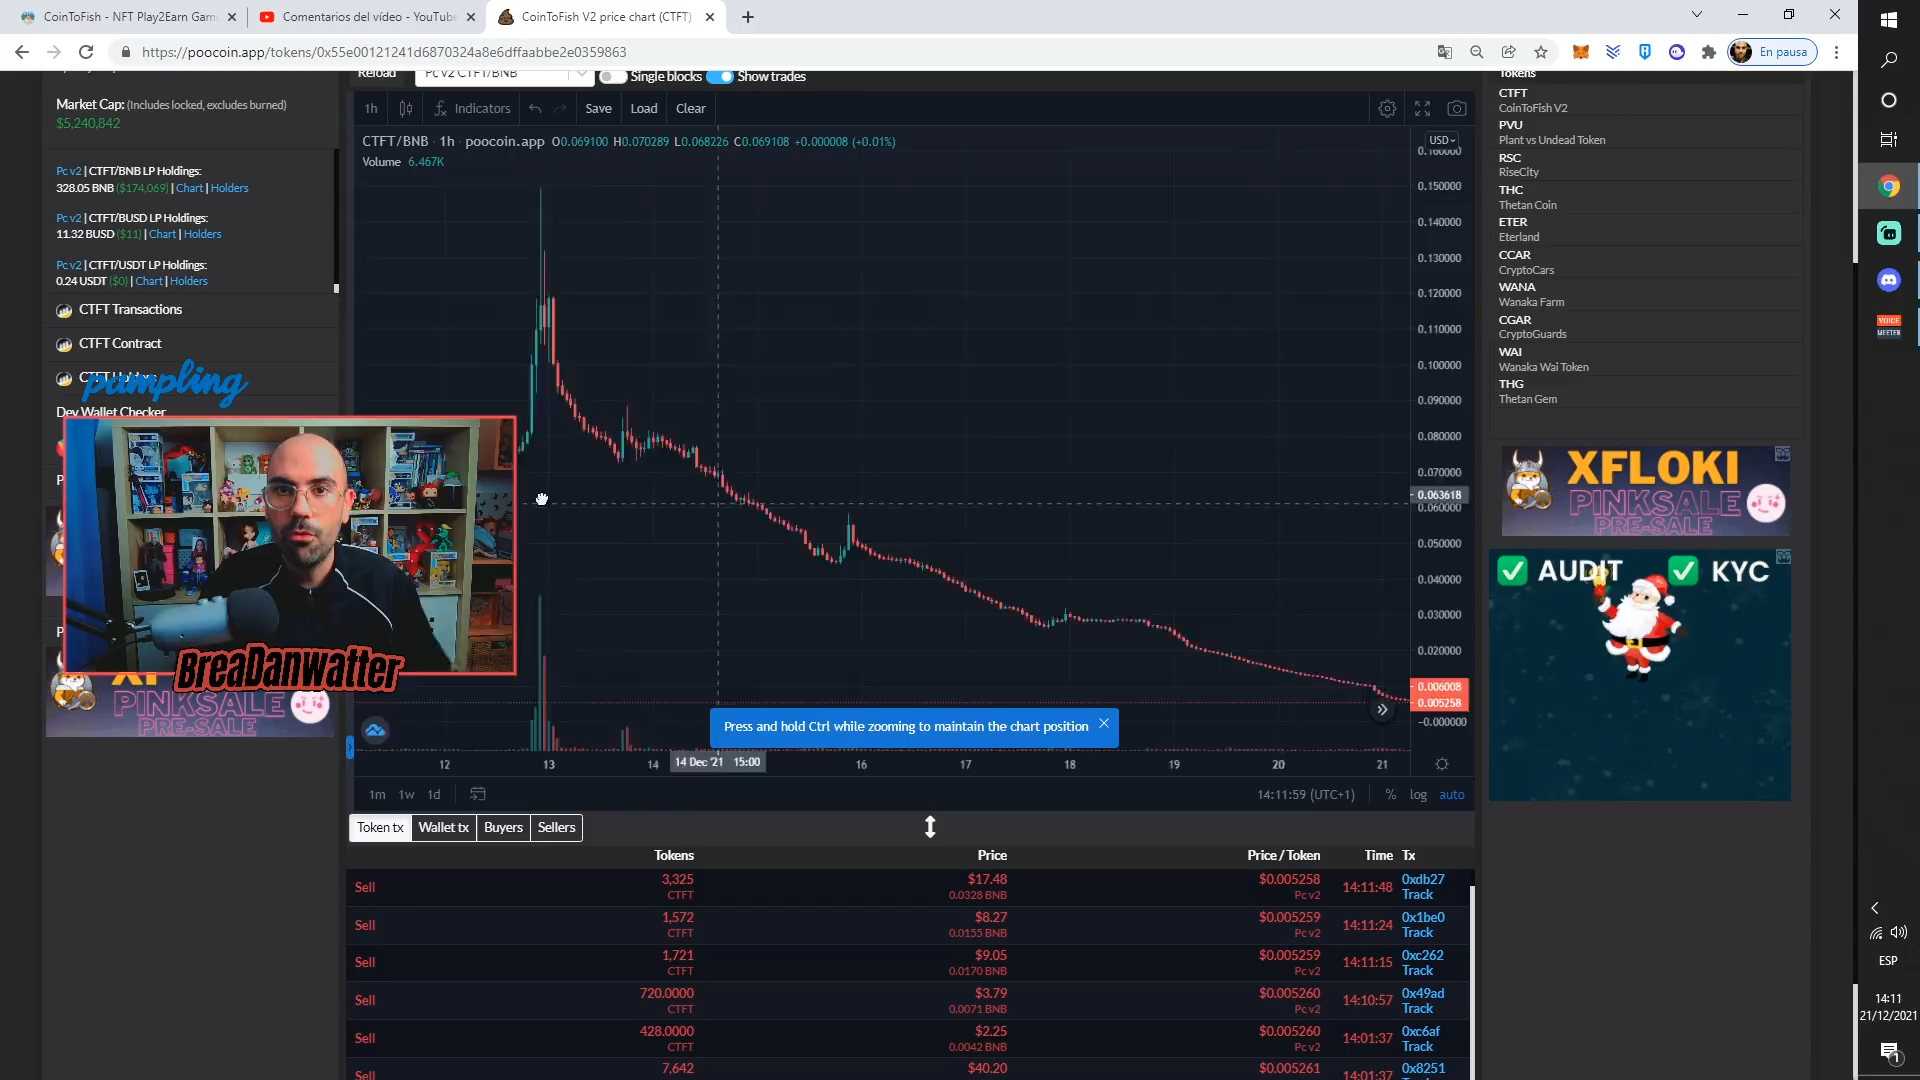 CoinToFish - NFT Play2Earn Gam
Comentarios del vídeo - YouTube
CoinToFish V2 price chart (CTFT)
https://poocoin.app/tokens/0x55e00121241d6870324a8e6dffaabbe2e0359863
En pausa
Market Cap: (Includes locked, excludes burned)
$5,240,842
Pc v2 | CTFT/BNB LP Holdings:
328.05 BNB ($174,069) | Chart | Holders
Pc v2 | CTFT/BUSD LP Holdings:
11.32 BUSD ($11) | Chart | Holders
Pc v2 | CTFT/USDT LP Holdings:
0.24 USDT ($0) | Chart | Holders
CTFT Transactions
CTFT Contract
pampling
Dev Wallet Checker
BreaDanwatter
PINKSALE
PRE-SALE
Reload
Pc v2 CTFT/BNB
Single blocks
Show trades
1h
Indicators
Save
Load
Clear
CTFT/BNB · 1h · poocoin.app O0.069100 H0.070289 L0.068226 C0.069108 +0.000008 (+0.01%)
Volume 6.467K
USD
0.160000
0.150000
0.140000
0.130000
0.120000
0.110000
0.100000
0.090000
0.080000
0.070000
0.063618
0.060000
0.050000
0.040000
0.030000
0.020000
0.006008
0.005258
-0.000000
Press and hold Ctrl while zooming to maintain the chart position
12
13
14
14 Dec '21 15:00
16
17
18
19
20
21
1m 1w 1d
14:11:59 (UTC+1)
% log auto
Token tx
Wallet tx
Buyers
Sellers
Tokens Price Price / Token Time Tx
Sell 3,325 $17.48 $0.005258 14:11:48 0xdb27
CTFT 0.0328 BNB Pc v2 Track
Sell 1,572 $8.27 $0.005259 14:11:24 0x1be0
CTFT 0.0155 BNB Pc v2 Track
Sell 1,721 $9.05 $0.005259 14:11:15 0xc262
CTFT 0.0170 BNB Pc v2 Track
Sell 720.0000 $3.79 $0.005260 14:10:57 0x49ad
CTFT 0.0071 BNB Pc v2 Track
Sell 428.0000 $2.25 $0.005260 14:01:37 0xc6af
CTFT 0.0042 BNB Pc v2 Track
Sell 7,642 $40.20 $0.005261 14:01:37 0x8251
Tokens
CTFT
CoinToFish V2
PVU
Plant vs Undead Token
RSC
RiseCity
THC
Thetan Coin
ETER
Eterland
CCAR
CryptoCars
WANA
Wanaka Farm
CGAR
CryptoGuards
WAI
Wanaka Wai Token
THG
Thetan Gem
XFLOKI
PINKSALE
PRE-SALE
AUDIT
KYC
VOICE
MEETER
ESP
14:11
21/12/2021
1